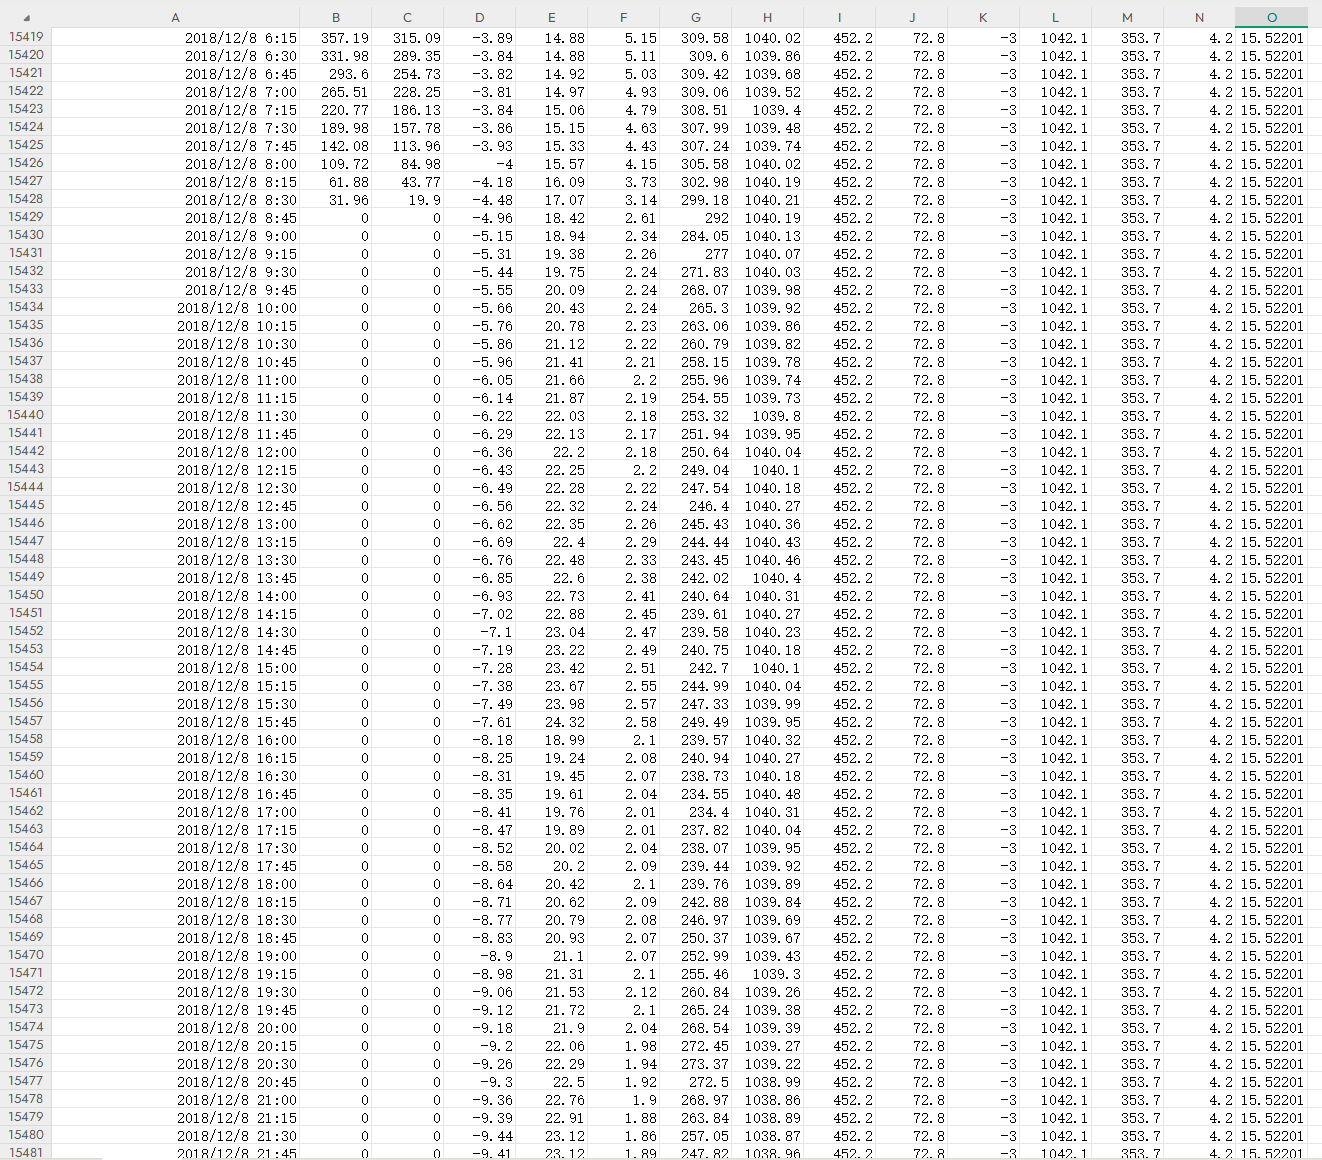 A B C D E F G H I J K L M N O
15419 2018/12/8 6:15 357.19 315.09 -3.89 14.88 5.15 309.58 1040.02 452.2 72.8 -3 1042.1 353.7 4.2 15.52201
15420 2018/12/8 6:30 331.98 289.35 -3.84 14.88 5.11 309.6 1039.86 452.2 72.8 -3 1042.1 353.7 4.2 15.52201
15421 2018/12/8 6:45 293.6 254.73 -3.82 14.92 5.03 309.42 1039.68 452.2 72.8 -3 1042.1 353.7 4.2 15.52201
15422 2018/12/8 7:00 265.51 228.25 -3.81 14.97 4.93 309.06 1039.52 452.2 72.8 -3 1042.1 353.7 4.2 15.52201
15423 2018/12/8 7:15 220.77 186.13 -3.84 15.06 4.79 308.51 1039.4 452.2 72.8 -3 1042.1 353.7 4.2 15.52201
15424 2018/12/8 7:30 189.98 157.78 -3.86 15.15 4.63 307.99 1039.48 452.2 72.8 -3 1042.1 353.7 4.2 15.52201
15425 2018/12/8 7:45 142.08 113.96 -3.93 15.33 4.43 307.24 1039.74 452.2 72.8 -3 1042.1 353.7 4.2 15.52201
15426 2018/12/8 8:00 109.72 84.98 -4 15.57 4.15 305.58 1040.02 452.2 72.8 -3 1042.1 353.7 4.2 15.52201
15427 2018/12/8 8:15 61.88 43.77 -4.18 16.09 3.73 302.98 1040.19 452.2 72.8 -3 1042.1 353.7 4.2 15.52201
15428 2018/12/8 8:30 31.96 19.9 -4.48 17.07 3.14 299.18 1040.21 452.2 72.8 -3 1042.1 353.7 4.2 15.52201
15429 2018/12/8 8:45 0 0 -4.96 18.42 2.61 292 1040.19 452.2 72.8 -3 1042.1 353.7 4.2 15.52201
15430 2018/12/8 9:00 0 0 -5.15 18.94 2.34 284.05 1040.13 452.2 72.8 -3 1042.1 353.7 4.2 15.52201
15431 2018/12/8 9:15 0 0 -5.31 19.38 2.26 277 1040.07 452.2 72.8 -3 1042.1 353.7 4.2 15.52201
15432 2018/12/8 9:30 0 0 -5.44 19.75 2.24 271.83 1040.03 452.2 72.8 -3 1042.1 353.7 4.2 15.52201
15433 2018/12/8 9:45 0 0 -5.55 20.09 2.24 268.07 1039.98 452.2 72.8 -3 1042.1 353.7 4.2 15.52201
15434 2018/12/8 10:00 0 0 -5.66 20.43 2.24 265.3 1039.92 452.2 72.8 -3 1042.1 353.7 4.2 15.52201
15435 2018/12/8 10:15 0 0 -5.76 20.78 2.23 263.06 1039.86 452.2 72.8 -3 1042.1 353.7 4.2 15.52201
15436 2018/12/8 10:30 0 0 -5.86 21.12 2.22 260.79 1039.82 452.2 72.8 -3 1042.1 353.7 4.2 15.52201
15437 2018/12/8 10:45 0 0 -5.96 21.41 2.21 258.15 1039.78 452.2 72.8 -3 1042.1 353.7 4.2 15.52201
15438 2018/12/8 11:00 0 0 -6.05 21.66 2.2 255.96 1039.74 452.2 72.8 -3 1042.1 353.7 4.2 15.52201
15439 2018/12/8 11:15 0 0 -6.14 21.87 2.19 254.55 1039.73 452.2 72.8 -3 1042.1 353.7 4.2 15.52201
15440 2018/12/8 11:30 0 0 -6.22 22.03 2.18 253.32 1039.8 452.2 72.8 -3 1042.1 353.7 4.2 15.52201
15441 2018/12/8 11:45 0 0 -6.29 22.13 2.17 251.94 1039.95 452.2 72.8 -3 1042.1 353.7 4.2 15.52201
15442 2018/12/8 12:00 0 0 -6.36 22.2 2.18 250.64 1040.04 452.2 72.8 -3 1042.1 353.7 4.2 15.52201
15443 2018/12/8 12:15 0 0 -6.43 22.25 2.2 249.04 1040.1 452.2 72.8 -3 1042.1 353.7 4.2 15.52201
15444 2018/12/8 12:30 0 0 -6.49 22.28 2.22 247.54 1040.18 452.2 72.8 -3 1042.1 353.7 4.2 15.52201
15445 2018/12/8 12:45 0 0 -6.56 22.32 2.24 246.4 1040.27 452.2 72.8 -3 1042.1 353.7 4.2 15.52201
15446 2018/12/8 13:00 0 0 -6.62 22.35 2.26 245.43 1040.36 452.2 72.8 -3 1042.1 353.7 4.2 15.52201
15447 2018/12/8 13:15 0 0 -6.69 22.4 2.29 244.44 1040.43 452.2 72.8 -3 1042.1 353.7 4.2 15.52201
15448 2018/12/8 13:30 0 0 -6.76 22.48 2.33 243.45 1040.46 452.2 72.8 -3 1042.1 353.7 4.2 15.52201
15449 2018/12/8 13:45 0 0 -6.85 22.6 2.38 242.02 1040.4 452.2 72.8 -3 1042.1 353.7 4.2 15.52201
15450 2018/12/8 14:00 0 0 -6.93 22.73 2.41 240.64 1040.31 452.2 72.8 -3 1042.1 353.7 4.2 15.52201
15451 2018/12/8 14:15 0 0 -7.02 22.88 2.45 239.61 1040.27 452.2 72.8 -3 1042.1 353.7 4.2 15.52201
15452 2018/12/8 14:30 0 0 -7.1 23.04 2.47 239.58 1040.23 452.2 72.8 -3 1042.1 353.7 4.2 15.52201
15453 2018/12/8 14:45 0 0 -7.19 23.22 2.49 240.75 1040.18 452.2 72.8 -3 1042.1 353.7 4.2 15.52201
15454 2018/12/8 15:00 0 0 -7.28 23.42 2.51 242.7 1040.1 452.2 72.8 -3 1042.1 353.7 4.2 15.52201
15455 2018/12/8 15:15 0 0 -7.38 23.67 2.55 244.99 1040.04 452.2 72.8 -3 1042.1 353.7 4.2 15.52201
15456 2018/12/8 15:30 0 0 -7.49 23.98 2.57 247.33 1039.99 452.2 72.8 -3 1042.1 353.7 4.2 15.52201
15457 2018/12/8 15:45 0 0 -7.61 24.32 2.58 249.49 1039.95 452.2 72.8 -3 1042.1 353.7 4.2 15.52201
15458 2018/12/8 16:00 0 0 -8.18 18.99 2.1 239.57 1040.32 452.2 72.8 -3 1042.1 353.7 4.2 15.52201
15459 2018/12/8 16:15 0 0 -8.25 19.24 2.08 240.94 1040.27 452.2 72.8 -3 1042.1 353.7 4.2 15.52201
15460 2018/12/8 16:30 0 0 -8.31 19.45 2.07 238.73 1040.18 452.2 72.8 -3 1042.1 353.7 4.2 15.52201
15461 2018/12/8 16:45 0 0 -8.35 19.61 2.04 234.55 1040.48 452.2 72.8 -3 1042.1 353.7 4.2 15.52201
15462 2018/12/8 17:00 0 0 -8.41 19.76 2.01 234.4 1040.31 452.2 72.8 -3 1042.1 353.7 4.2 15.52201
15463 2018/12/8 17:15 0 0 -8.47 19.89 2.01 237.82 1040.04 452.2 72.8 -3 1042.1 353.7 4.2 15.52201
15464 2018/12/8 17:30 0 0 -8.52 20.02 2.04 238.07 1039.95 452.2 72.8 -3 1042.1 353.7 4.2 15.52201
15465 2018/12/8 17:45 0 0 -8.58 20.2 2.09 239.44 1039.92 452.2 72.8 -3 1042.1 353.7 4.2 15.52201
15466 2018/12/8 18:00 0 0 -8.64 20.42 2.1 239.76 1039.89 452.2 72.8 -3 1042.1 353.7 4.2 15.52201
15467 2018/12/8 18:15 0 0 -8.71 20.62 2.09 242.88 1039.84 452.2 72.8 -3 1042.1 353.7 4.2 15.52201
15468 2018/12/8 18:30 0 0 -8.77 20.79 2.08 246.97 1039.69 452.2 72.8 -3 1042.1 353.7 4.2 15.52201
15469 2018/12/8 18:45 0 0 -8.83 20.93 2.07 250.37 1039.67 452.2 72.8 -3 1042.1 353.7 4.2 15.52201
15470 2018/12/8 19:00 0 0 -8.9 21.1 2.07 252.99 1039.43 452.2 72.8 -3 1042.1 353.7 4.2 15.52201
15471 2018/12/8 19:15 0 0 -8.98 21.31 2.1 255.46 1039.3 452.2 72.8 -3 1042.1 353.7 4.2 15.52201
15472 2018/12/8 19:30 0 0 -9.06 21.53 2.12 260.84 1039.26 452.2 72.8 -3 1042.1 353.7 4.2 15.52201
15473 2018/12/8 19:45 0 0 -9.12 21.72 2.1 265.24 1039.38 452.2 72.8 -3 1042.1 353.7 4.2 15.52201
15474 2018/12/8 20:00 0 0 -9.18 21.9 2.04 268.54 1039.39 452.2 72.8 -3 1042.1 353.7 4.2 15.52201
15475 2018/12/8 20:15 0 0 -9.2 22.06 1.98 272.45 1039.27 452.2 72.8 -3 1042.1 353.7 4.2 15.52201
15476 2018/12/8 20:30 0 0 -9.26 22.29 1.94 273.37 1039.22 452.2 72.8 -3 1042.1 353.7 4.2 15.52201
15477 2018/12/8 20:45 0 0 -9.3 22.5 1.92 272.5 1038.99 452.2 72.8 -3 1042.1 353.7 4.2 15.52201
15478 2018/12/8 21:00 0 0 -9.36 22.76 1.9 268.97 1038.86 452.2 72.8 -3 1042.1 353.7 4.2 15.52201
15479 2018/12/8 21:15 0 0 -9.39 22.91 1.88 263.84 1038.89 452.2 72.8 -3 1042.1 353.7 4.2 15.52201
15480 2018/12/8 21:30 0 0 -9.44 23.12 1.86 257.05 1038.87 452.2 72.8 -3 1042.1 353.7 4.2 15.52201
15481 2018/12/8 21:45 0 0 -9.41 23.12 1.89 247.82 1038.96 452.2 72.8 -3 1042.1 353.7 4.2 15.52201